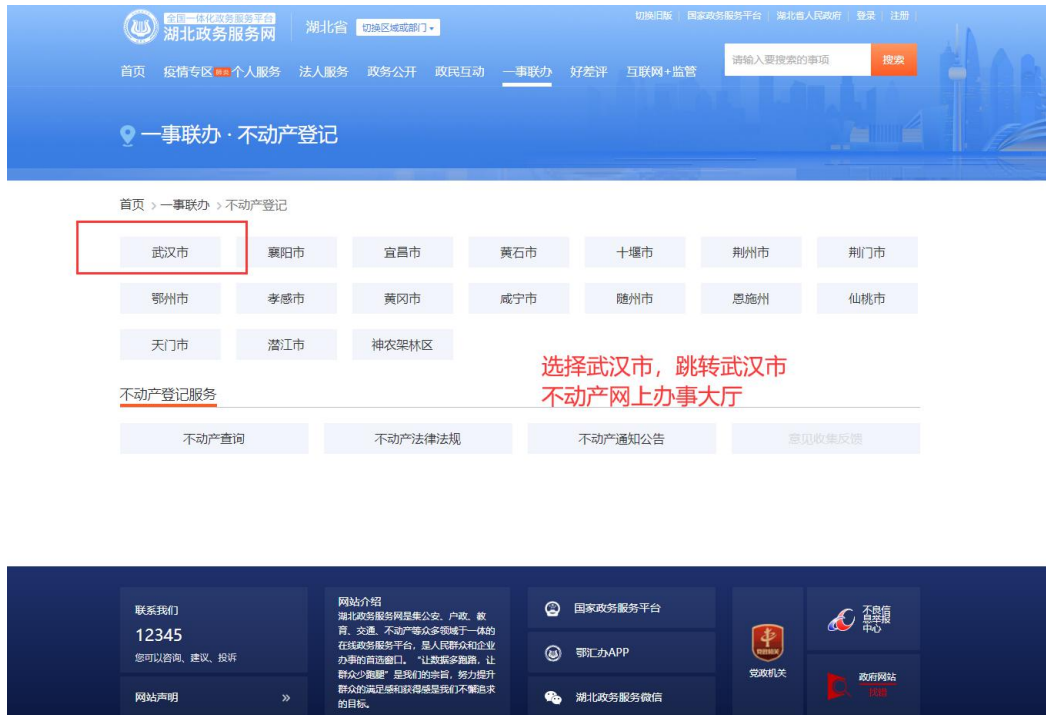 全国一体化政务服务平台
湖北政务服务网
湖北省
切换区域或部门
切换旧版 | 国家政务服务平台 | 湖北省人民政府 | 登录 | 注册
首页 疫情专区 个人服务 法人服务 政务公开 政民互动 一事联办 好差评 互联网+监管
请输入要搜索的事项 搜索
一事联办 · 不动产登记
首页 > 一事联办 > 不动产登记
武汉市 襄阳市 宜昌市 黄石市 十堰市 荆州市 荆门市
鄂州市 孝感市 黄冈市 咸宁市 随州市 恩施州 仙桃市
天门市 潜江市 神农架林区
选择武汉市，跳转武汉市
不动产网上办事大厅
不动产登记服务
不动产查询 不动产法律法规 不动产通知公告 意见收集反馈
联系我们
12345
您可以咨询、建议、投诉
网站声明 »
网站介绍
湖北政务服务网是集公安、户政、教
育、交通、不动产等众多领域于一体的
在线政务服务平台，是人民群众和企业
办事的首选窗口。“让数据多跑路，让
群众少跑腿”是我们的宗旨，努力提升
群众的满足感和获得感是我们不懈追求
的目标。
国家政务服务平台
鄂汇办APP
湖北政务服务微信
党政机关
不良信
息举报
中心
政府网站
找错